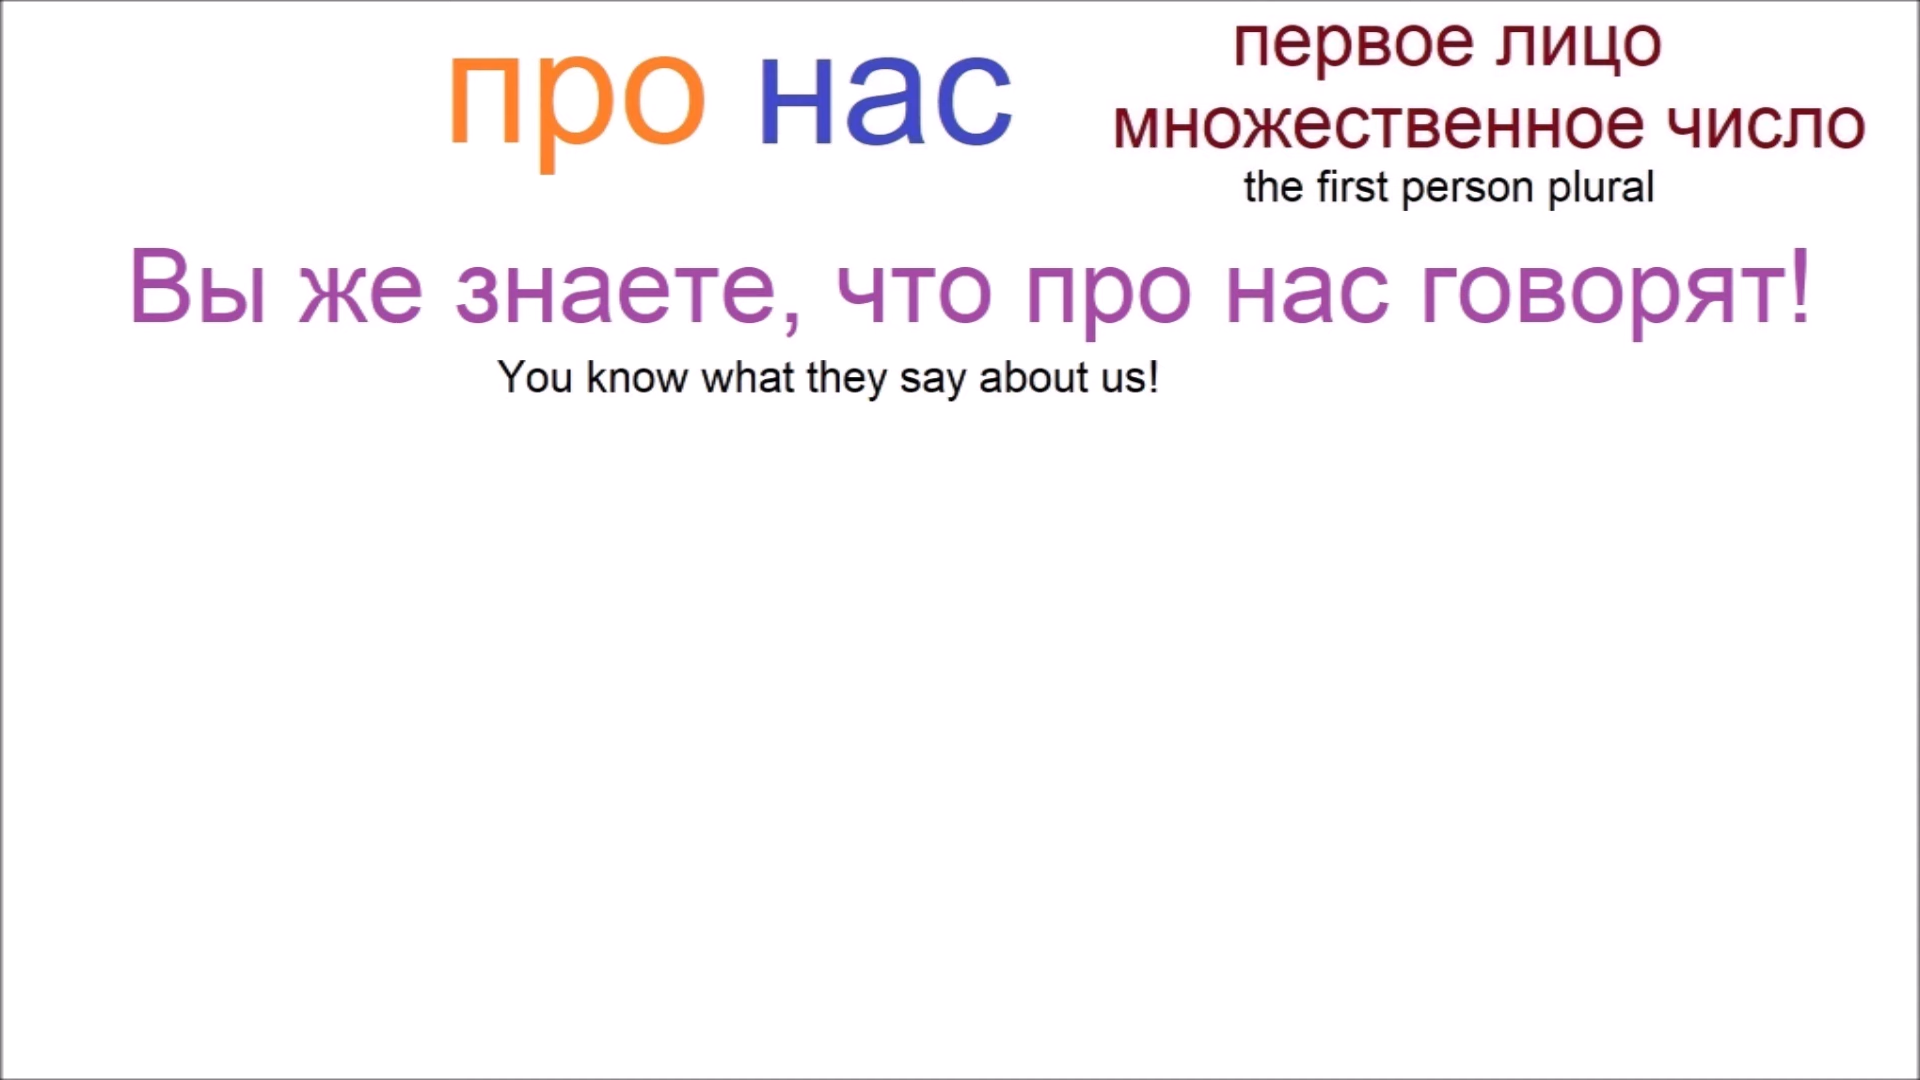 про нас
первое лицо
множественное число
the first person plural
Вы же знаете, что про нас говорят!
You know what they say about us!